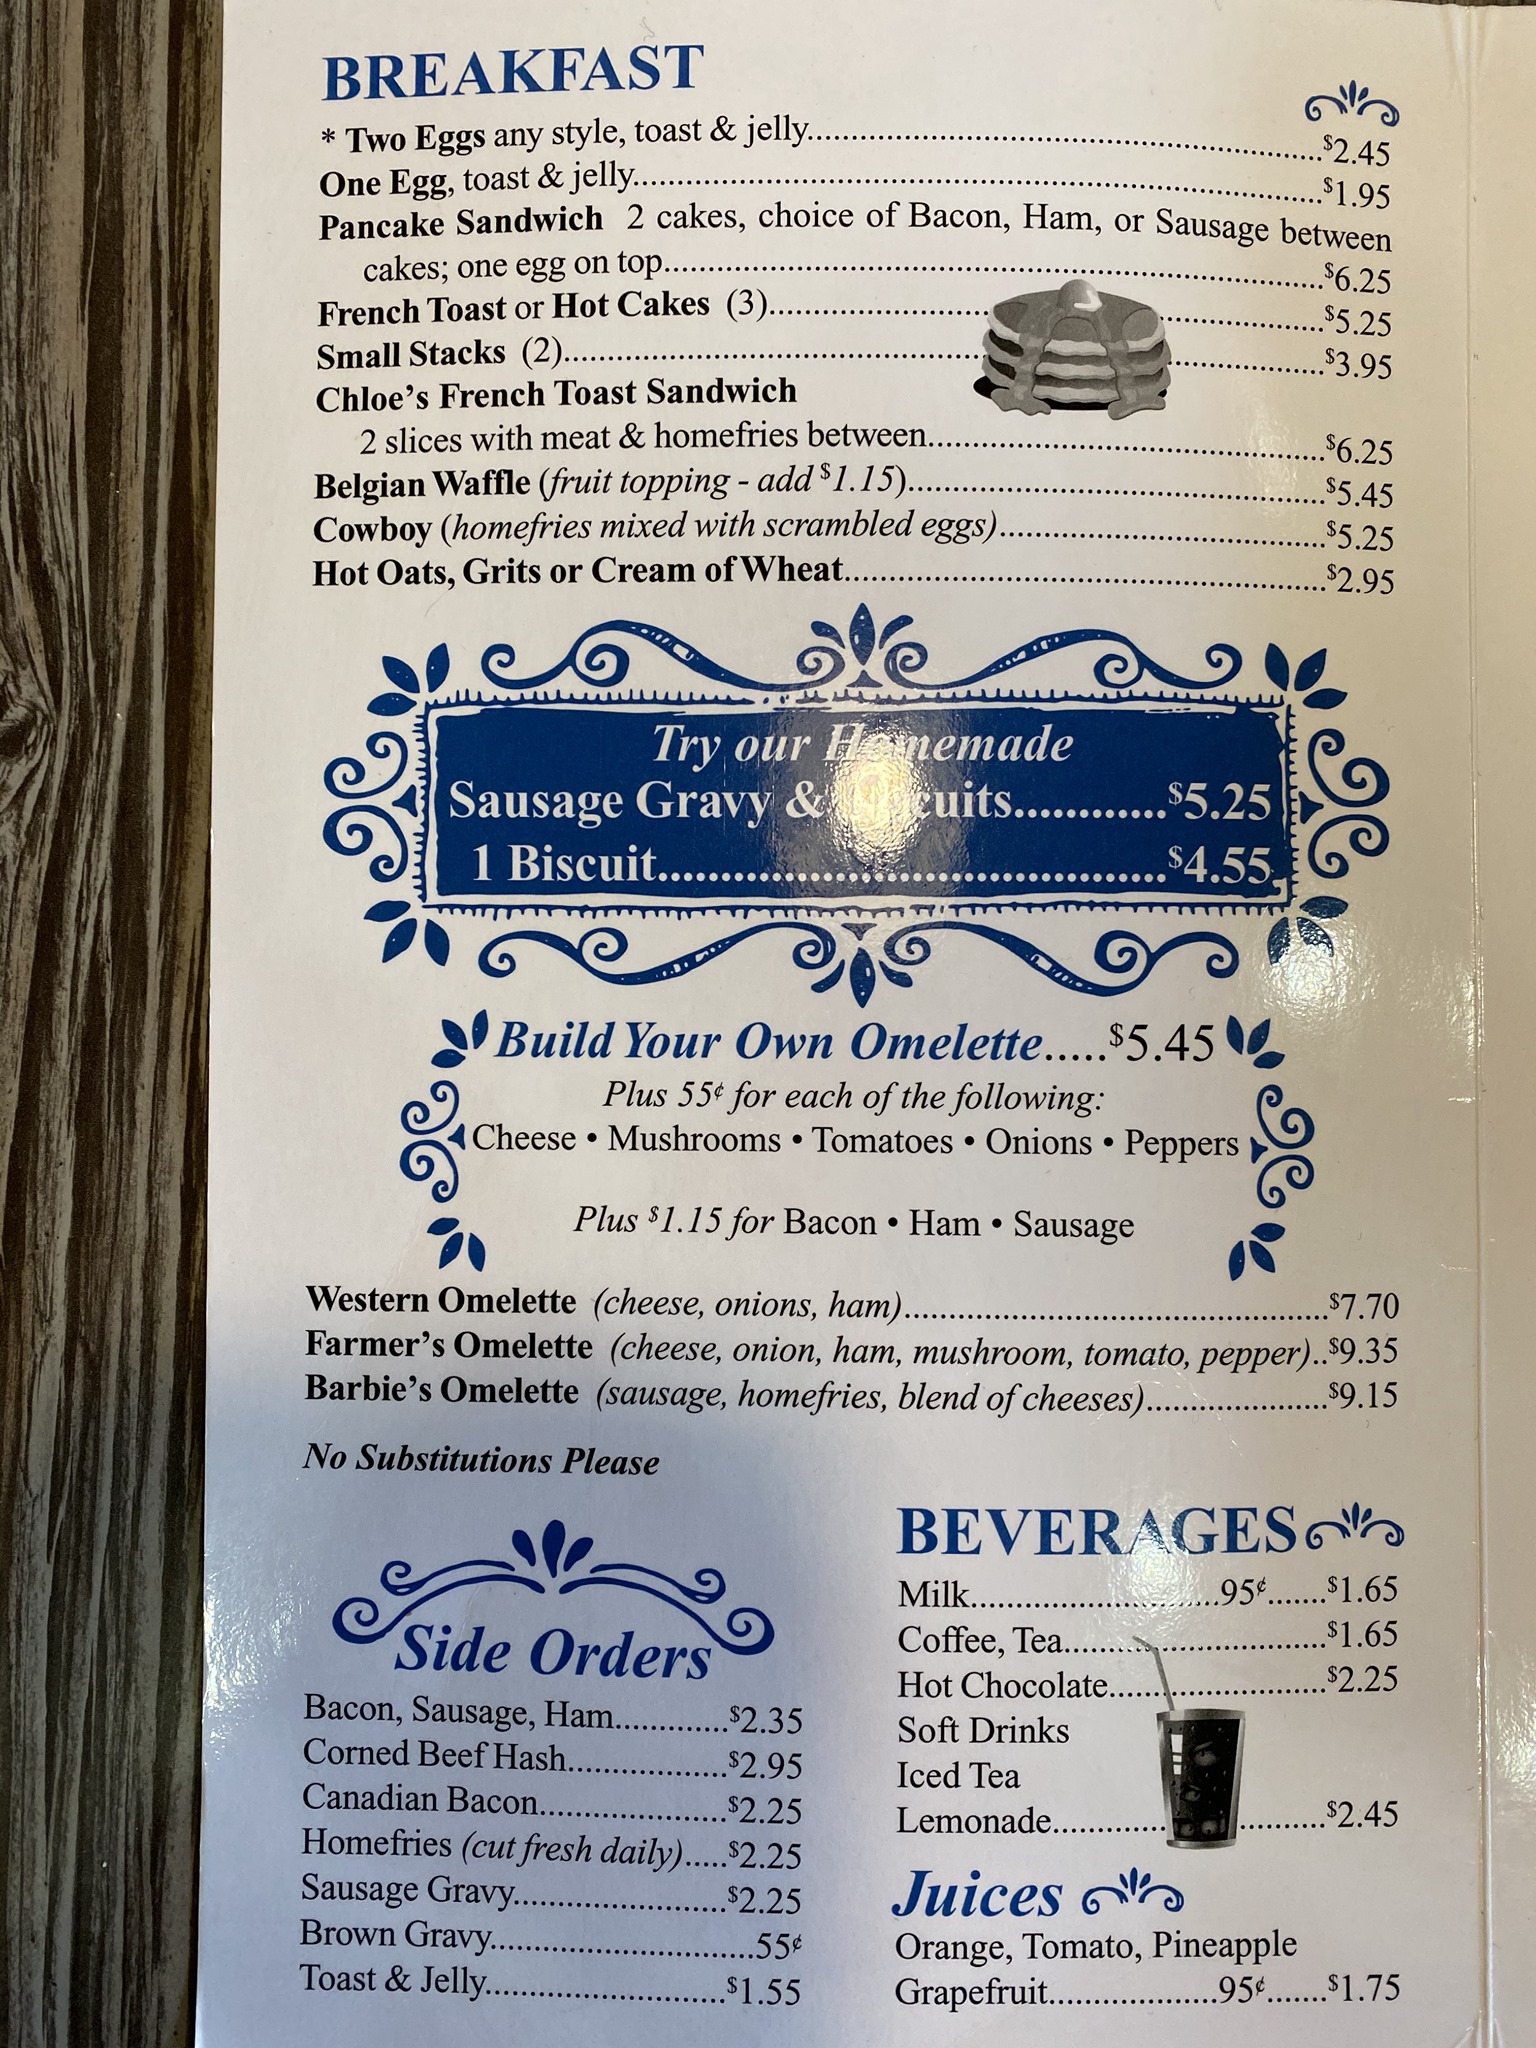 BREAKFAST
* Two Eggs any style, toast & jelly..........$2.45
One Egg, toast & jelly..........$1.95
Pancake Sandwich 2 cakes, choice of Bacon, Ham, or Sausage between
cakes; one egg on top..........$6.25
French Toast or Hot Cakes (3)..........$5.25
Small Stacks (2)..........$3.95
Chloe's French Toast Sandwich
2 slices with meat & homefries between..........$6.25
Belgian Waffle (fruit topping - add $1.15)..........$5.45
Cowboy (homefries mixed with scrambled eggs)..........$5.25
Hot Oats, Grits or Cream of Wheat..........$2.95
Try our Homemade
Sausage Gravy & Biscuits............$5.25
1 Biscuit..........$4.55
Build Your Own Omelette.....$5.45
Plus 55¢ for each of the following:
Cheese • Mushrooms • Tomatoes • Onions • Peppers
Plus $1.15 for Bacon • Ham • Sausage
Western Omelette (cheese, onions, ham)..........$7.70
Farmer's Omelette (cheese, onion, ham, mushroom, tomato, pepper)..$9.35
Barbie's Omelette (sausage, homefries, blend of cheeses)..........$9.15
No Substitutions Please
Side Orders
Bacon, Sausage, Ham.............$2.35
Corned Beef Hash..................$2.95
Canadian Bacon.....................$2.25
Homefries (cut fresh daily).....$2.25
Sausage Gravy........................$2.25
Brown Gravy.............................55¢
Toast & Jelly...........................$1.55
BEVERAGES
Milk..........................95¢.......$1.65
Coffee, Tea.............................$1.65
Hot Chocolate........................$2.25
Soft Drinks
Iced Tea
Lemonade..............................$2.45
Juices
Orange, Tomato, Pineapple
Grapefruit...................95¢.......$1.75